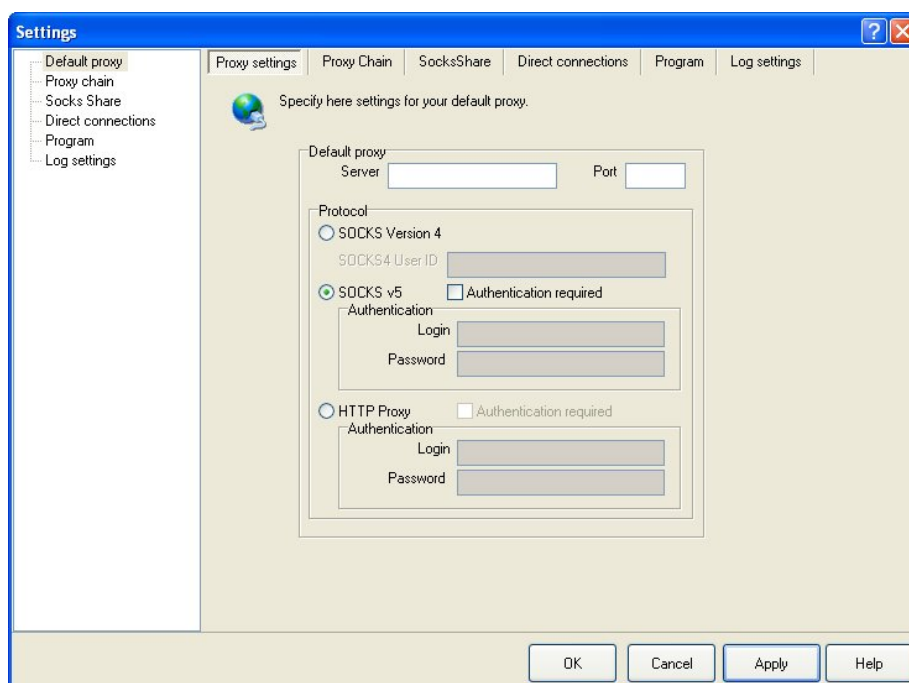 Settings
Default proxy
Proxy chain
Socks Share
Direct connections
Program
Log settings
Proxy settings Proxy Chain SocksShare Direct connections Program Log settings
Specify here settings for your default proxy.
Default proxy
Server Port
Protocol
SOCKS Version 4
SOCKS4 User ID
SOCKS v5 Authentication required
Authentication
Login
Password
HTTP Proxy Authentication required
Authentication
Login
Password
OK Cancel Apply Help